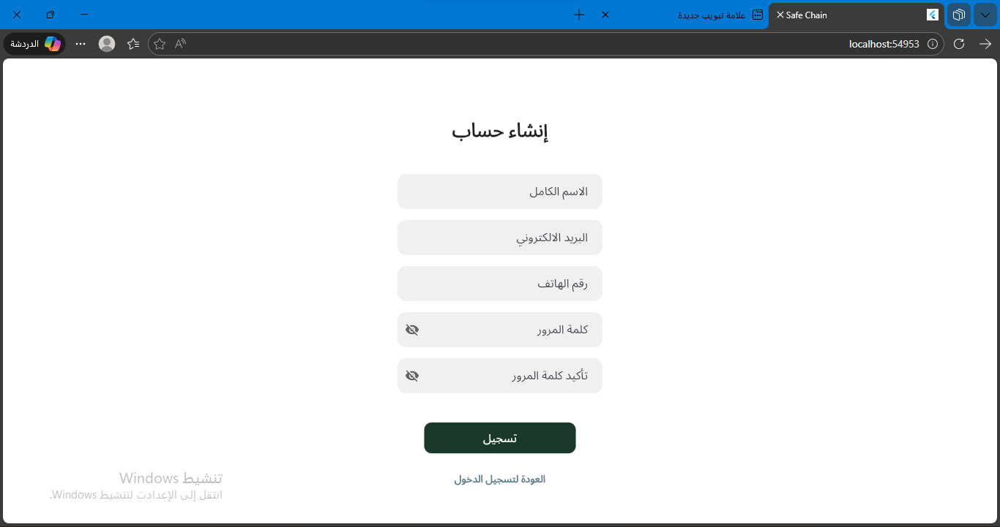 Safe Chain
علامة تبويب جديدة
localhost:54953
الدردشة
إنشاء حساب
الاسم الكامل
البريد الالكتروني
رقم الهاتف
كلمة المرور
تأكيد كلمة المرور
تسجيل
العودة لتسجيل الدخول
تنشيط Windows
انتقل إلى الإعدادت لتنشيط Windows.